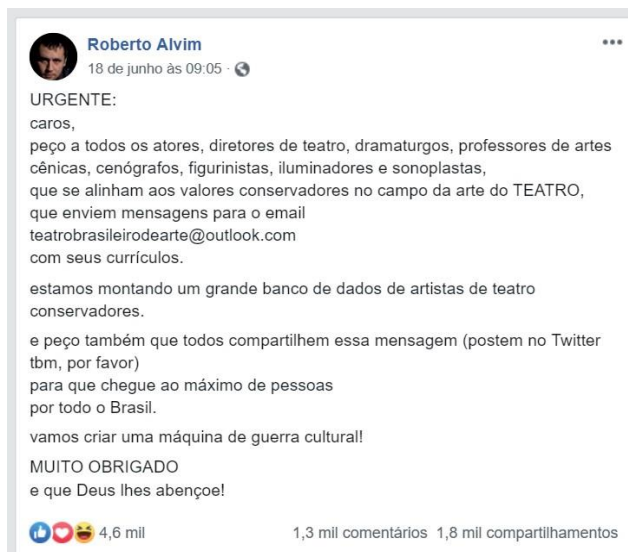 Roberto Alvim
18 de junho às 09:05 ·
URGENTE:
caros,
peço a todos os atores, diretores de teatro, dramaturgos, professores de artes
cênicas, cenógrafos, figurinistas, iluminadores e sonoplastas,
que se alinham aos valores conservadores no campo da arte do TEATRO,
que enviem mensagens para o email
teatrobrasileirodearte@outlook.com
com seus currículos.
estamos montando um grande banco de dados de artistas de teatro
conservadores.
e peço também que todos compartilhem essa mensagem (postem no Twitter
tbm, por favor)
para que chegue ao máximo de pessoas
por todo o Brasil.
vamos criar uma máquina de guerra cultural!
MUITO OBRIGADO
e que Deus lhes abençoe!
4,6 mil 1,3 mil comentários 1,8 mil compartilhamentos